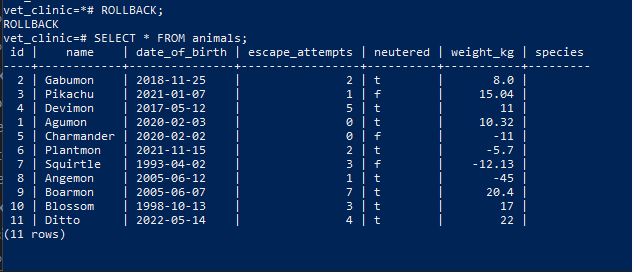 vet_clinic=*# ROLLBACK;
ROLLBACK
vet_clinic=# SELECT * FROM animals;
 id |    name    | date_of_birth | escape_attempts | neutered | weight_kg | species
----+------------+---------------+-----------------+----------+-----------+---------
  2 | Gabumon    | 2018-11-25    |               2 | t        |       8.0 |
  3 | Pikachu    | 2021-01-07    |               1 | f        |     15.04 |
  4 | Devimon    | 2017-05-12    |               5 | t        |        11 |
  1 | Agumon     | 2020-02-03    |               0 | t        |     10.32 |
  5 | Charmander | 2020-02-02    |               0 | f        |       -11 |
  6 | Plantmon   | 2021-11-15    |               2 | t        |      -5.7 |
  7 | Squirtle   | 1993-04-02    |               3 | f        |    -12.13 |
  8 | Angemon    | 2005-06-12    |               1 | t        |       -45 |
  9 | Boarmon    | 2005-06-07    |               7 | t        |      20.4 |
 10 | Blossom    | 1998-10-13    |               3 | t        |        17 |
 11 | Ditto      | 2022-05-14    |               4 | t        |        22 |
(11 rows)